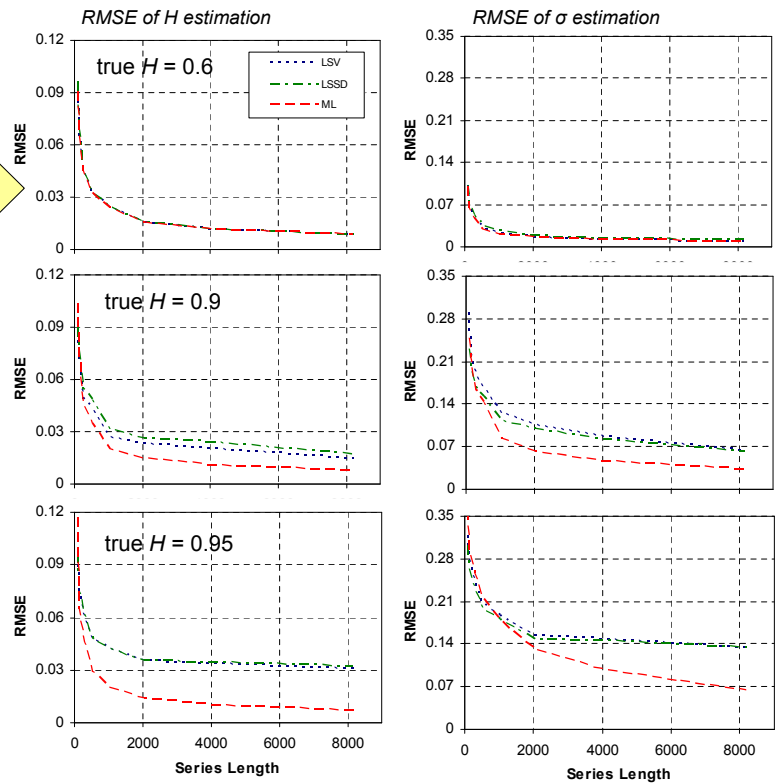 RMSE of H estimation
RMSE of σ estimation
0.12
0.09
0.06
0.03
0
RMSE
true H = 0.6
LSV
LSSD
ML
0.35
0.28
0.21
0.14
0.07
0
RMSE
0.12
0.09
0.06
0.03
0
RMSE
true H = 0.9
0.35
0.28
0.21
0.14
0.07
0
RMSE
0.12
0.09
0.06
0.03
0
RMSE
true H = 0.95
0 2000 4000 6000 8000
Series Length
0.35
0.28
0.21
0.14
0.07
0
RMSE
0 2000 4000 6000 8000
Series Length